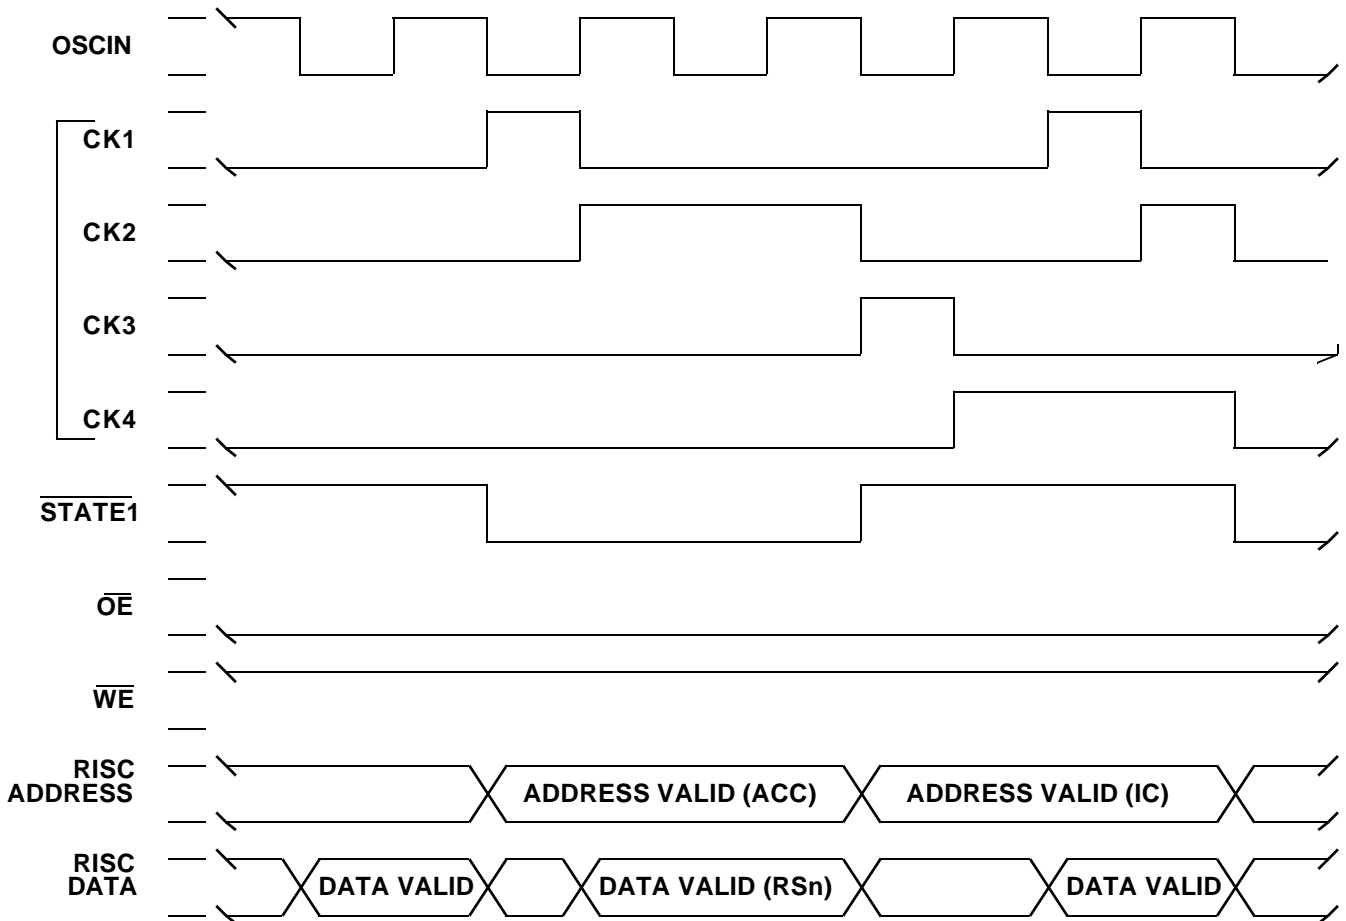 OSCIN
CK1
CK2
CK3
CK4
STATE1
OE
WE
RISC
ADDRESS
ADDRESS VALID (ACC)
ADDRESS VALID (IC)
RISC
DATA
DATA VALID
DATA VALID (RSn)
DATA VALID